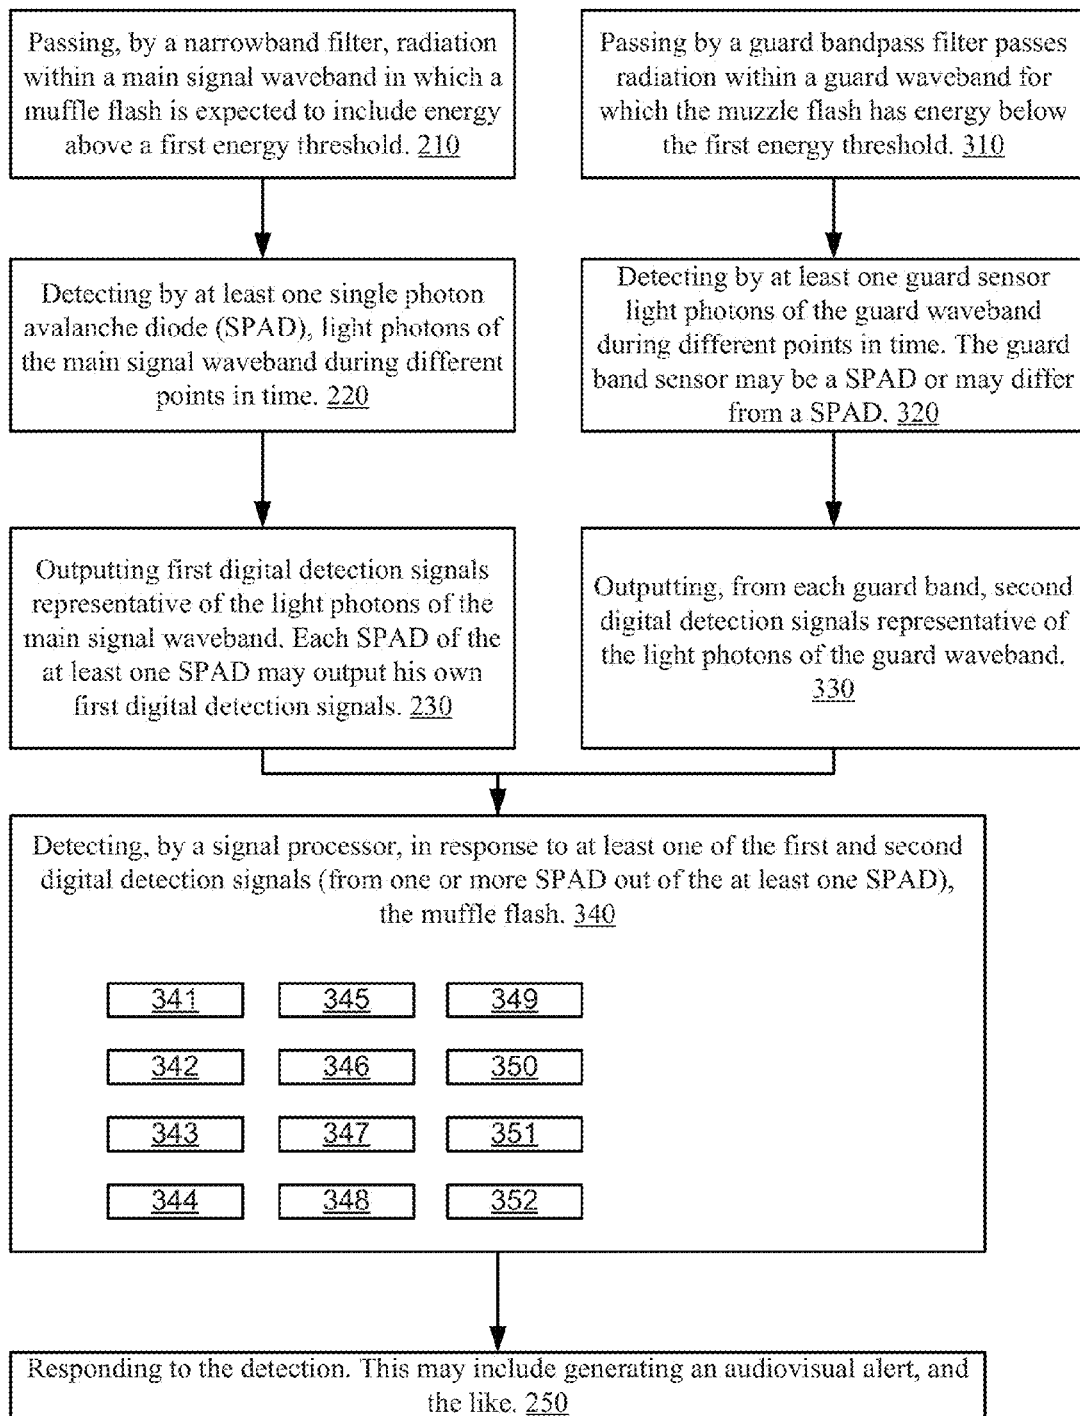 Passing, by a narrowband filter, radiation
within a main signal waveband in which a
muffle flash is expected to include energy
above a first energy threshold. 210
Passing by a guard bandpass filter passes
radiation within a guard waveband for
which the muzzle flash has energy below
the first energy threshold. 310
Detecting by at least one single photon
avalanche diode (SPAD), light photons of
the main signal waveband during different
points in time. 220
Detecting by at least one guard sensor
light photons of the guard waveband
during different points in time. The guard
band sensor may be a SPAD or may differ
from a SPAD. 320
Outputting first digital detection signals
representative of the light photons of the
main signal waveband. Each SPAD of the
at least one SPAD may output his own
first digital detection signals. 230
Outputting, from each guard band, second
digital detection signals representative of
the light photons of the guard waveband.
330
Detecting, by a signal processor, in response to at least one of the first and second
digital detection signals (from one or more SPAD out of the at least one SPAD),
the muffle flash. 340
341 345 349
342 346 350
343 347 351
344 348 352
Responding to the detection. This may include generating an audiovisual alert, and
the like. 250